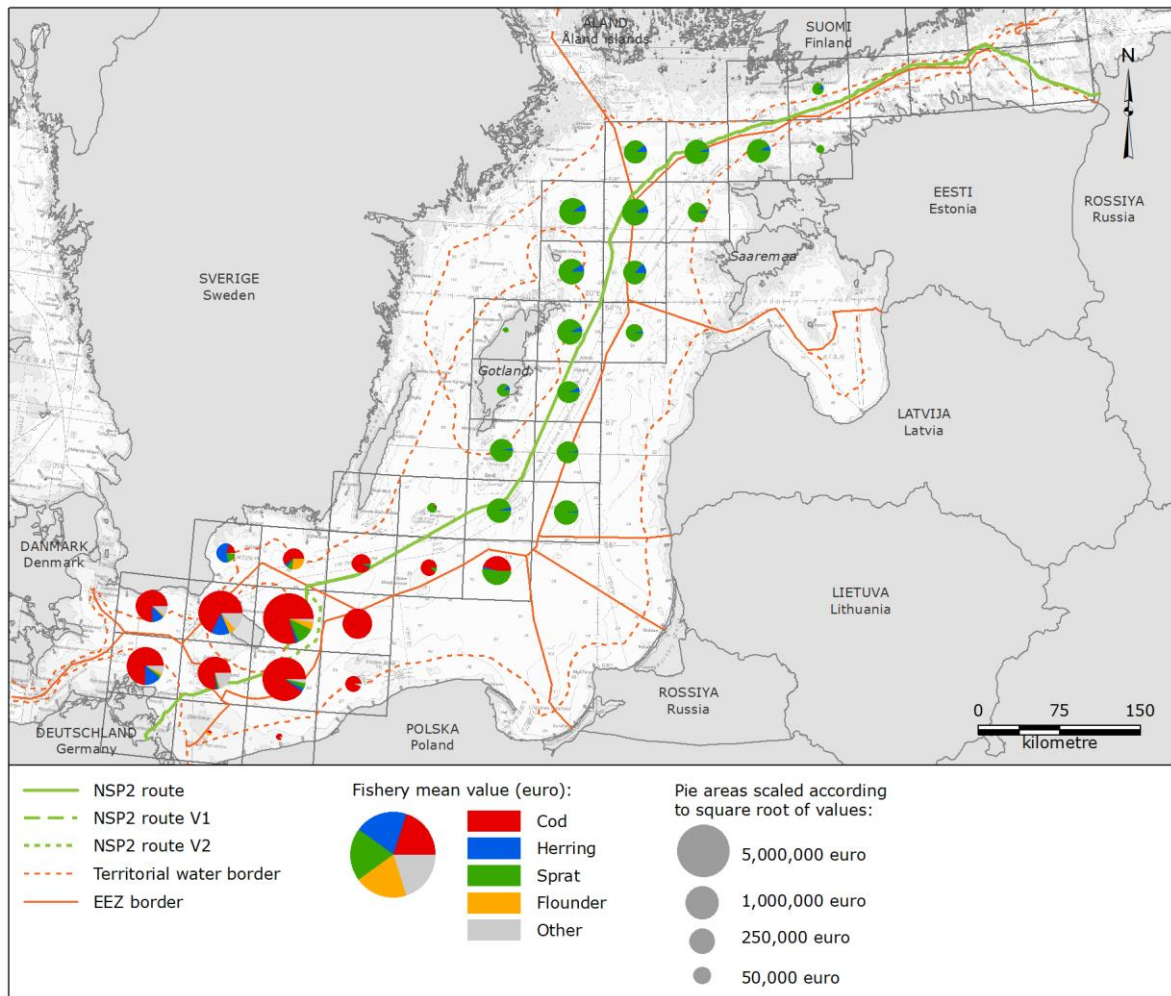 ÅLAND
Åland islands
SUOMI
Finland
N
EESTI
Estonia
ROSSIYA
Russia
SVERIGE
Sweden
Saaremaa
Gotland
LATVIJA
Latvia
DANMARK
Denmark
LIETUVA
Lithuania
ROSSIYA
Russia
DEUTSCHLAND
Germany
POLSKA
Poland
0 75 150
kilometre
NSP2 route
NSP2 route V1
NSP2 route V2
Territorial water border
EEZ border
Fishery mean value (euro):
Cod
Herring
Sprat
Flounder
Other
Pie areas scaled according
to square root of values:
5,000,000 euro
1,000,000 euro
250,000 euro
50,000 euro